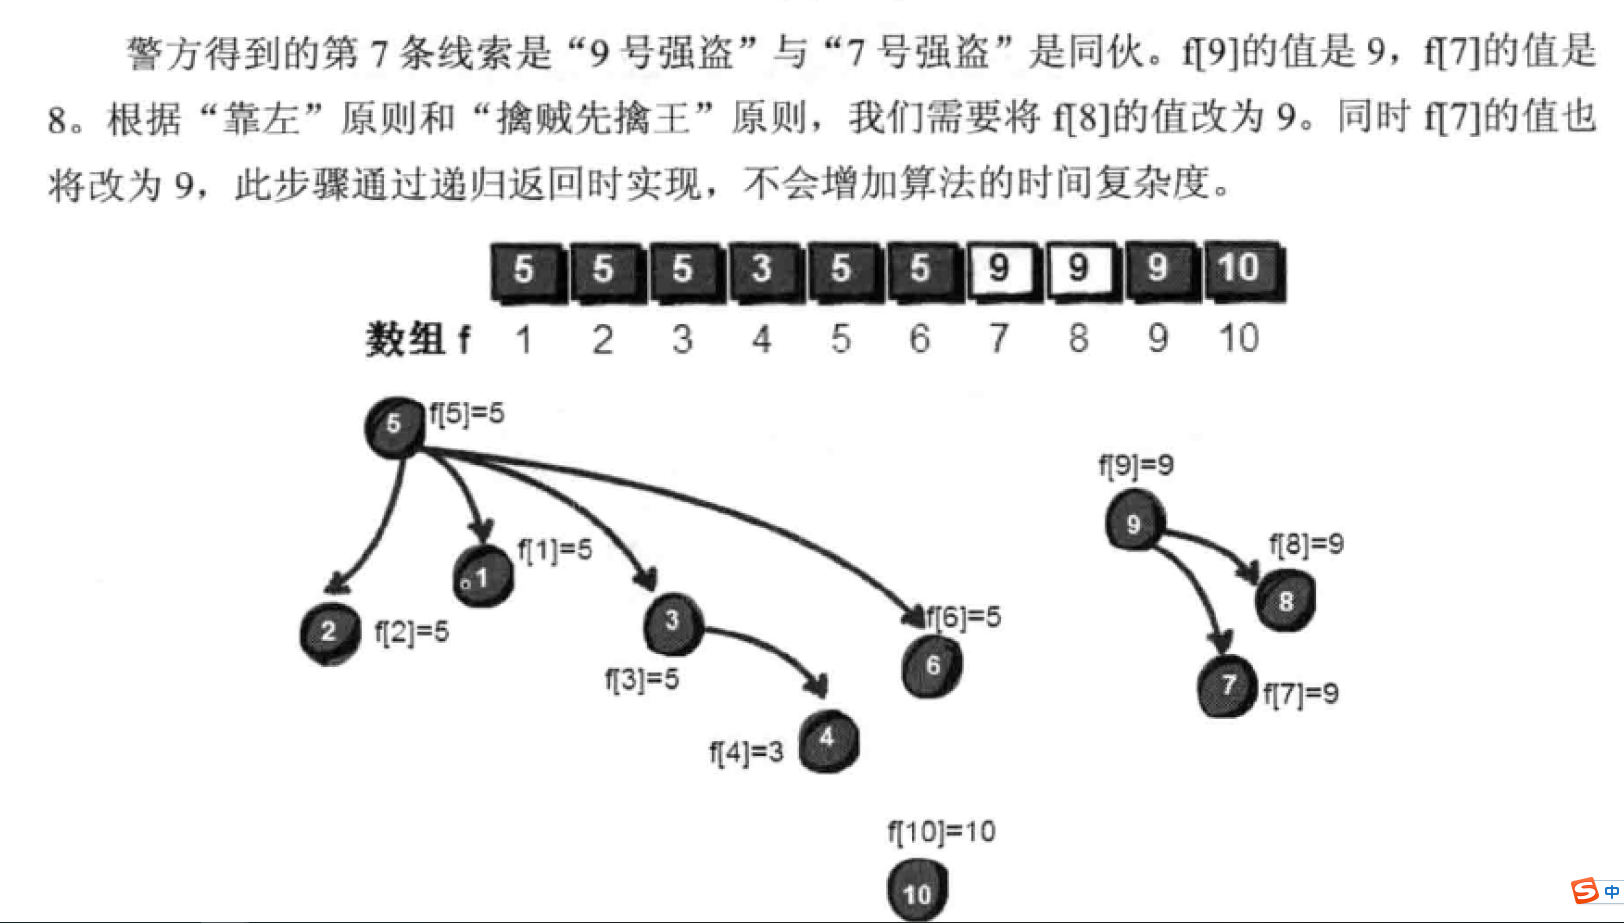 警方得到的第 7 条线索是“9 号强盗”与“7 号强盗”是同伙。f[9]的值是 9，f[7]的值是
8。根据“靠左”原则和“擒贼先擒王”原则，我们需要将 f[8]的值改为 9。同时 f[7]的值也
将改为 9，此步骤通过递归返回时实现，不会增加算法的时间复杂度。
5 5 5 3 5 5 9 9 9 10
数组 f 1 2 3 4 5 6 7 8 9 10
5 f[5]=5
f[9]=9
9
f[1]=5
1
f[8]=9
8
2 f[2]=5
3
f[3]=5
f[6]=5
6
7 f[7]=9
f[4]=3 4
f[10]=10
10
S 中